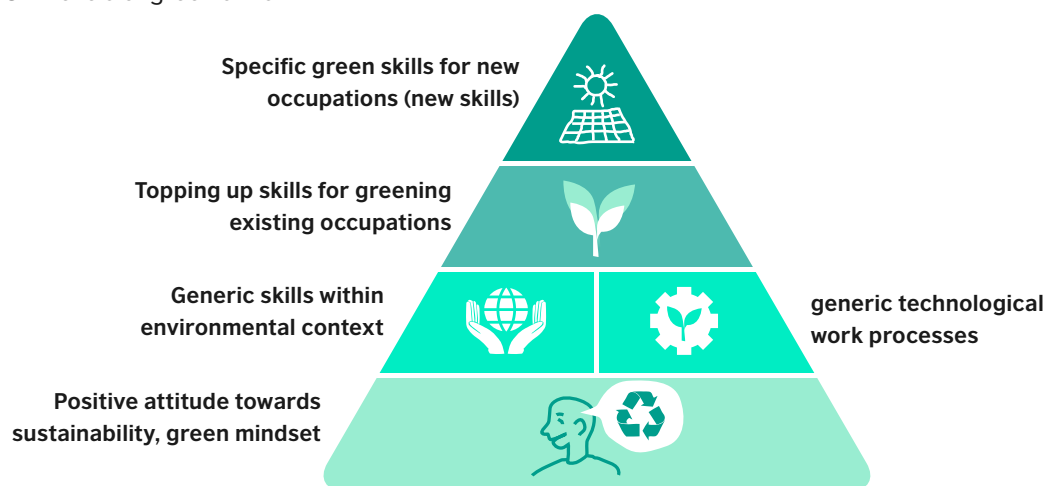 Specific green skills for new
occupations (new skills)
Topping up skills for greening
existing occupations
Generic skills within
environmental context
generic technological
work processes
Positive attitude towards
sustainability, green mindset